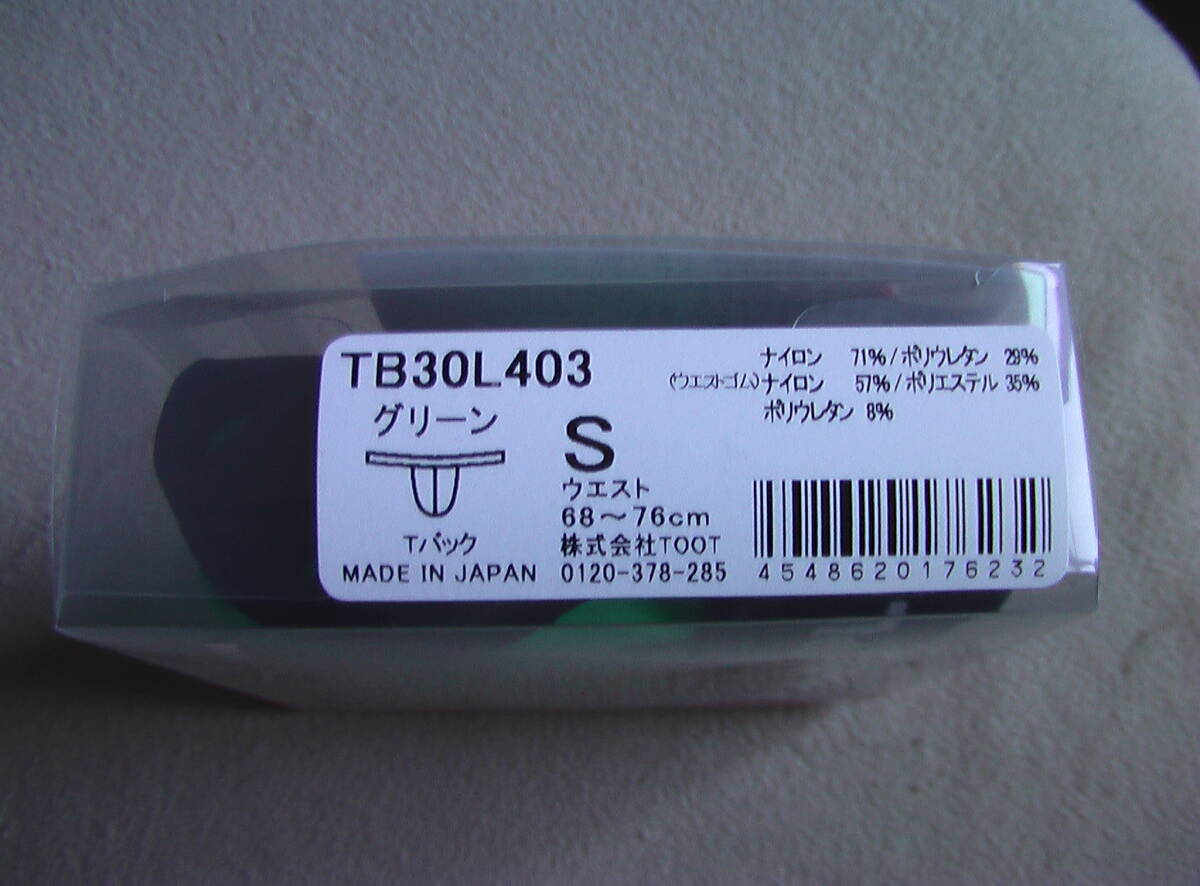 TB30L403
グリーン
Tバック
MADE IN JAPAN
S
ウエスト
68～76cm
株式会社TOOT
0120-378-285
ナイロン 71%/ポリウレタン 29%
(ウエストゴム)ナイロン 57%/ポリエステル 35%
ポリウレタン 8%
4548620176232